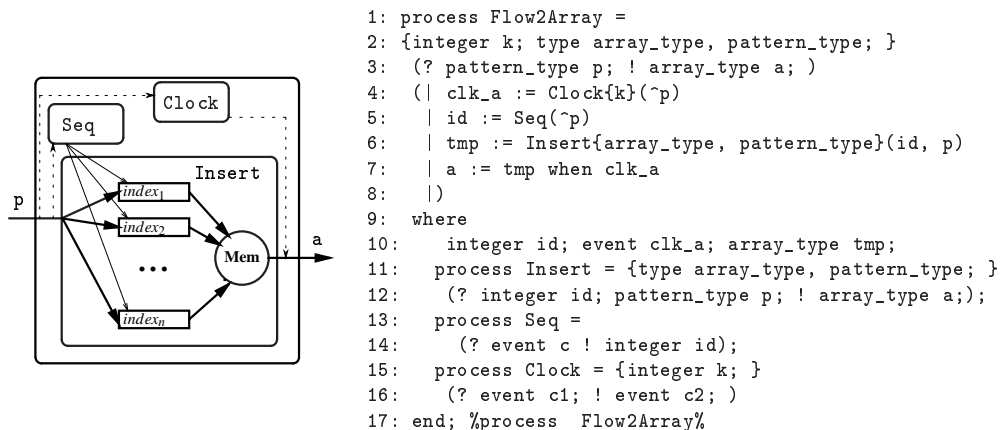 Clock
Seq
Insert
p
index1
index2
...
indexn
Mem
a
1: process Flow2Array =
2: {integer k; type array_type, pattern_type; }
3: (? pattern_type p; ! array_type a; )
4: (| clk_a := Clock{k}(^p)
5: | id := Seq(^p)
6: | tmp := Insert{array_type, pattern_type}(id, p)
7: | a := tmp when clk_a
8: |)
9: where
10: integer id; event clk_a; array_type tmp;
11: process Insert = {type array_type, pattern_type; }
12: (? integer id; pattern_type p; ! array_type a;);
13: process Seq =
14: (? event c ! integer id);
15: process Clock = {integer k; }
16: (? event c1; ! event c2; )
17: end; %process Flow2Array%